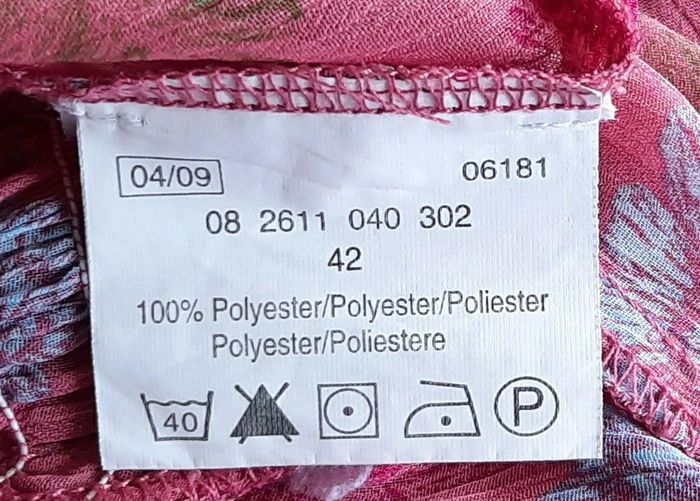 04/09 06181
08 2611 040 302
42
100% Polyester/Polyester/Poliester
Polyester/Poliestere
40 P